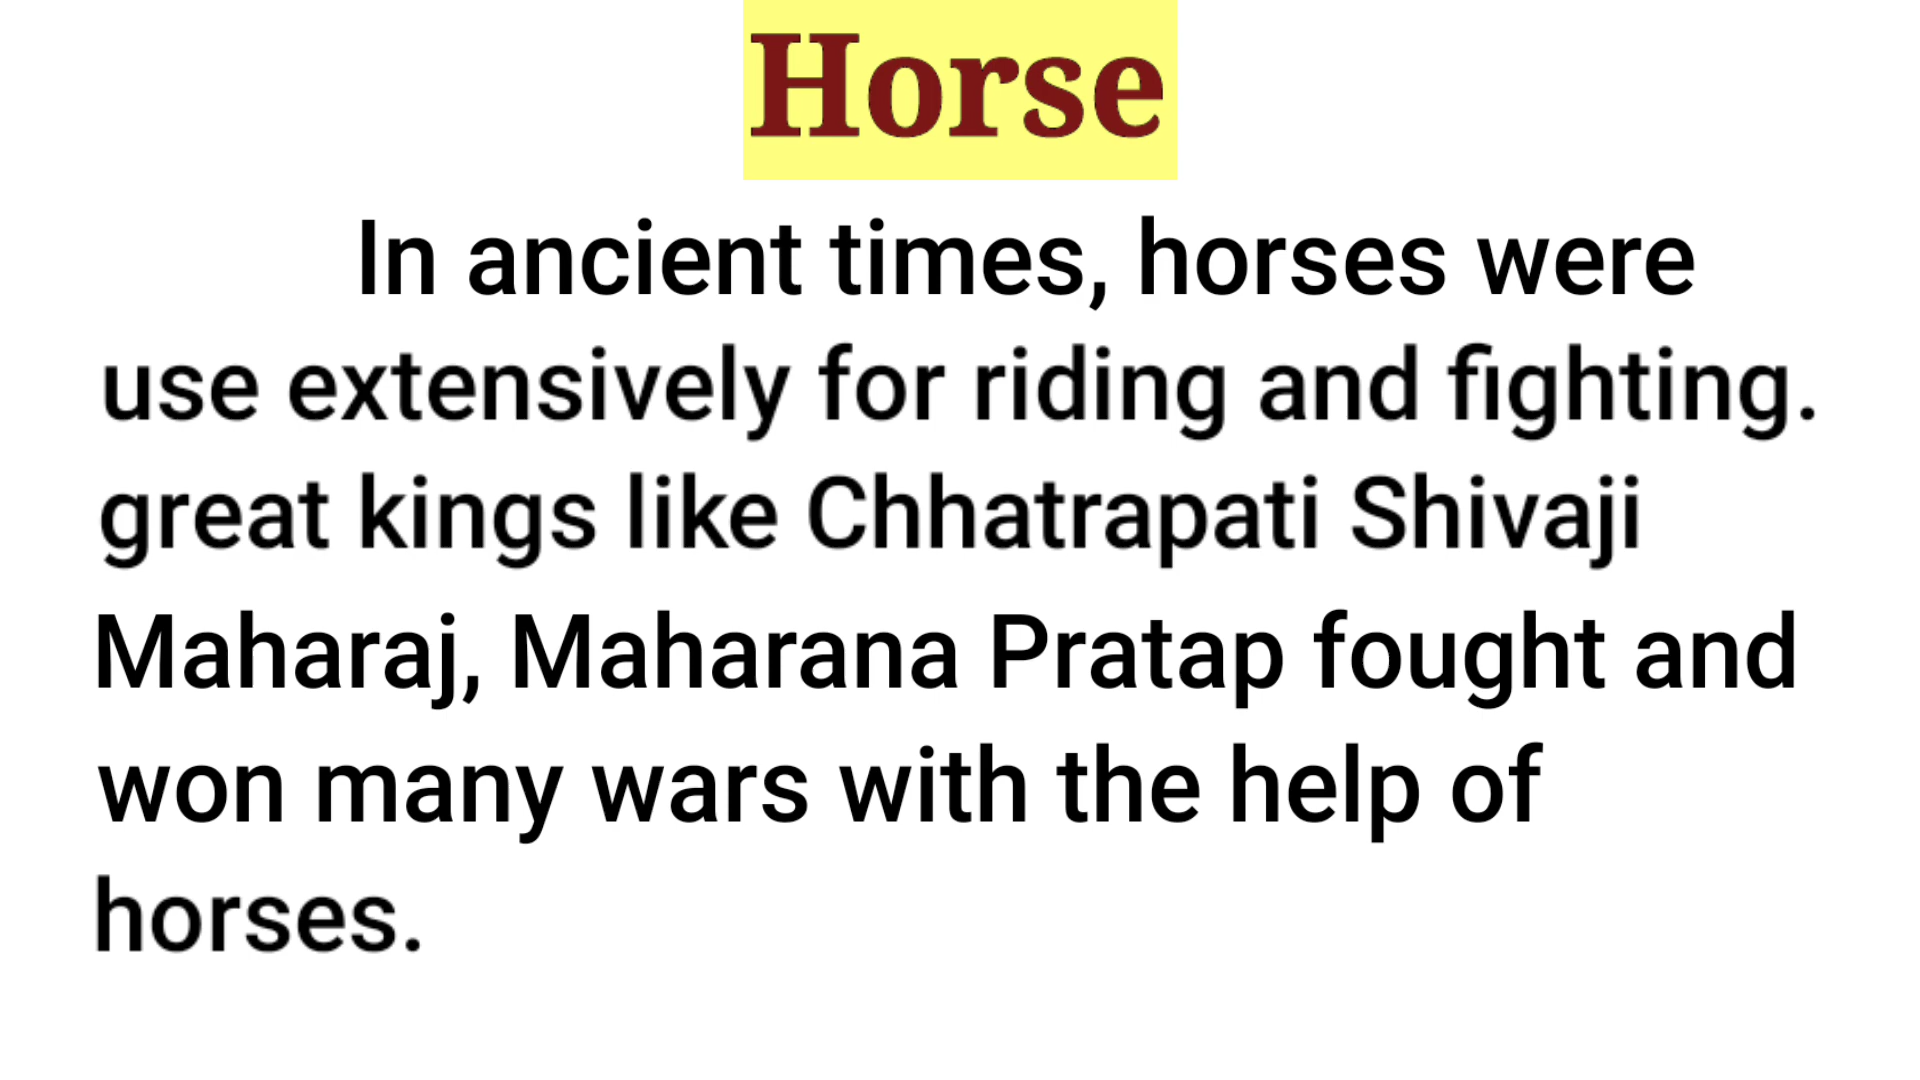 Horse
In ancient times, horses were
use extensively for riding and fighting.
great kings like Chhatrapati Shivaji
Maharaj, Maharana Pratap fought and
won many wars with the help of
horses.